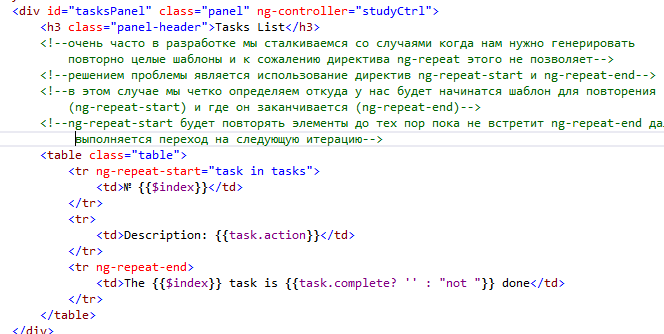 <div id="tasksPanel" class="panel" ng-controller="studyCtrl">
<h3 class="panel-header">Tasks List</h3>
<!--очень часто в разработке мы сталкиваемся со случаями когда нам нужно генерировать
повторно целые шаблоны и к сожалению директива ng-repeat этого не позволяет-->
<!--решением проблемы является использование директив ng-repeat-start и ng-repeat-end-->
<!--в этом случае мы четко определяем откуда у нас будет начинатся шаблон для повторения
(ng-repeat-start) и где он заканчивается (ng-repeat-end)-->
<!--ng-repeat-start будет повторять элементы до тех пор пока не встретит ng-repeat-end да
выполняется переход на следующую итерацию-->
<table class="table">
<tr ng-repeat-start="task in tasks">
<td>№ {{$index}}</td>
</tr>
<tr>
<td>Description: {{task.action}}</td>
</tr>
<tr ng-repeat-end>
<td>The {{$index}} task is {{task.complete? '' : "not "}} done</td>
</tr>
</table>
</div>